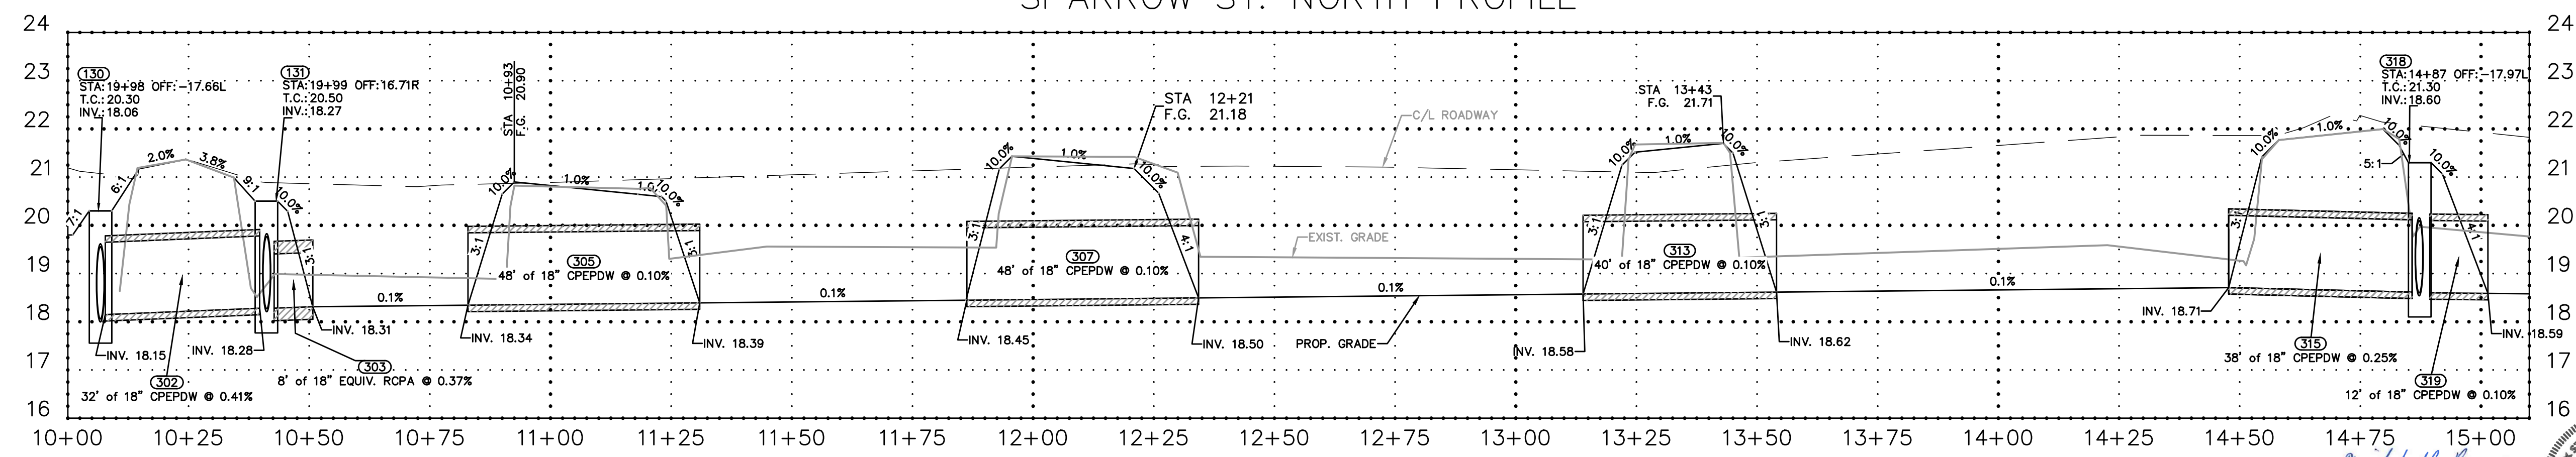 SPARROW ST. NORTH PROFILE
24
23
22
21
20
19
18
17
16
24
23
22
21
20
19
18
17
16
130
STA:19+98 OFF:-17.66L
T.C.:20.30
INV.:18.06
131
STA:19+99 OFF:16.71R
T.C.:20.50
INV.:18.27
STA 10+93
F.G. 20.90
STA 12+21
F.G. 21.18
C/L ROADWAY
STA 13+43
F.G. 21.71
318
STA:14+87 OFF:-17.97L
T.C.:21.30
INV.:18.60
7:1
6:1
2.0%
3.8%
9:1
10.0%
3:1
10.0%
1.0%
1.0%
10.0%
3:1
3:1
10.0%
1.0%
10.0%
3:1
4:1
10.0%
1.0%
10.0%
3:1
3:1
10.0%
1.0%
10.0%
5:1
10.0%
3:1
4:1
EXIST. GRADE
305
48' of 18" CPEPDW @ 0.10%
307
48' of 18" CPEPDW @ 0.10%
313
40' of 18" CPEPDW @ 0.10%
0.1%
0.1%
0.1%
0.1%
INV. 18.15
INV. 18.28
INV. 18.31
INV. 18.34
INV. 18.39
INV. 18.45
INV. 18.50
PROP. GRADE
INV. 18.58
INV. 18.62
INV. 18.71
INV. 18.59
302
32' of 18" CPEPDW @ 0.41%
303
8' of 18" EQUIV. RCPA @ 0.37%
315
38' of 18" CPEPDW @ 0.25%
319
12' of 18" CPEPDW @ 0.10%
10+00 10+25 10+50 10+75 11+00 11+25 11+50 11+75 12+00 12+25 12+50 12+75 13+00 13+25 13+50 13+75 14+00 14+25 14+50 14+75 15+00